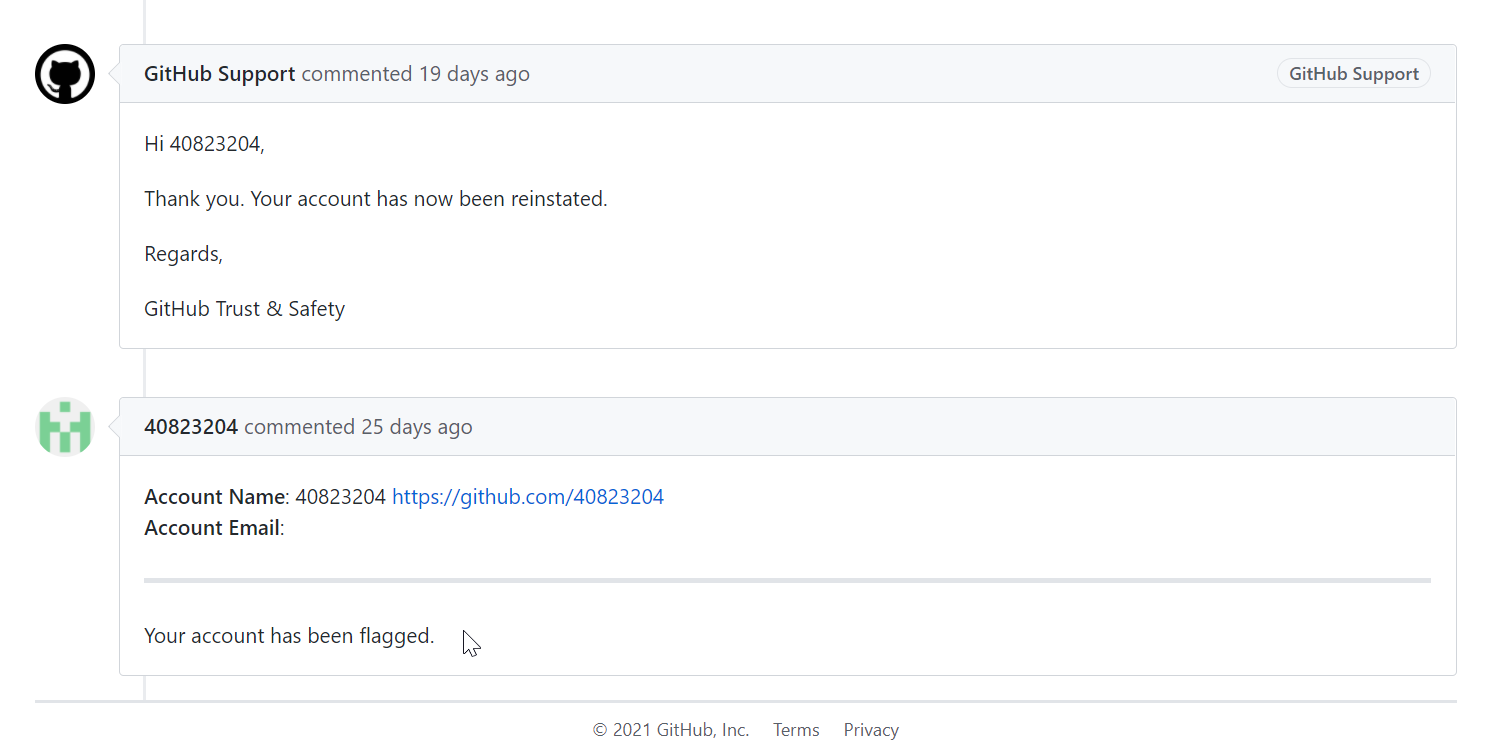 GitHub Support commented 19 days ago GitHub Support
Hi 40823204,
Thank you. Your account has now been reinstated.
Regards,
GitHub Trust & Safety
40823204 commented 25 days ago
Account Name: 40823204 https://github.com/40823204
Account Email:
Your account has been flagged.
© 2021 GitHub, Inc. Terms Privacy